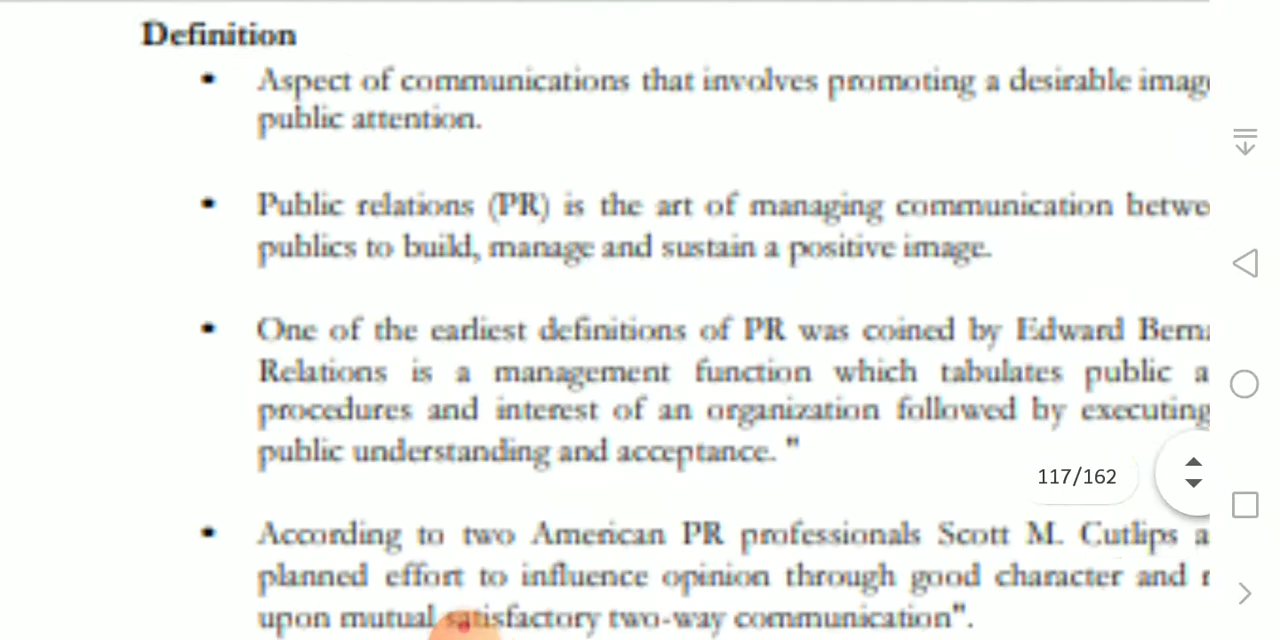 Definition
• Aspect of communications that involves promoting a desirable
public attention.
• Public relations (PR) is the art of managing communication
publics to build, manage and sustain a positive image.
• One of the earliest definitions of PR was coined by Edward
Relations is a management function which tabulates public
procedures and interest of an organization followed by executing
public understanding and acceptance. "
117/162
• According to two American PR professionals Scott M. Cutlips
planned effort to influence opinion through good character and
upon mutual satisfactory two-way communication".